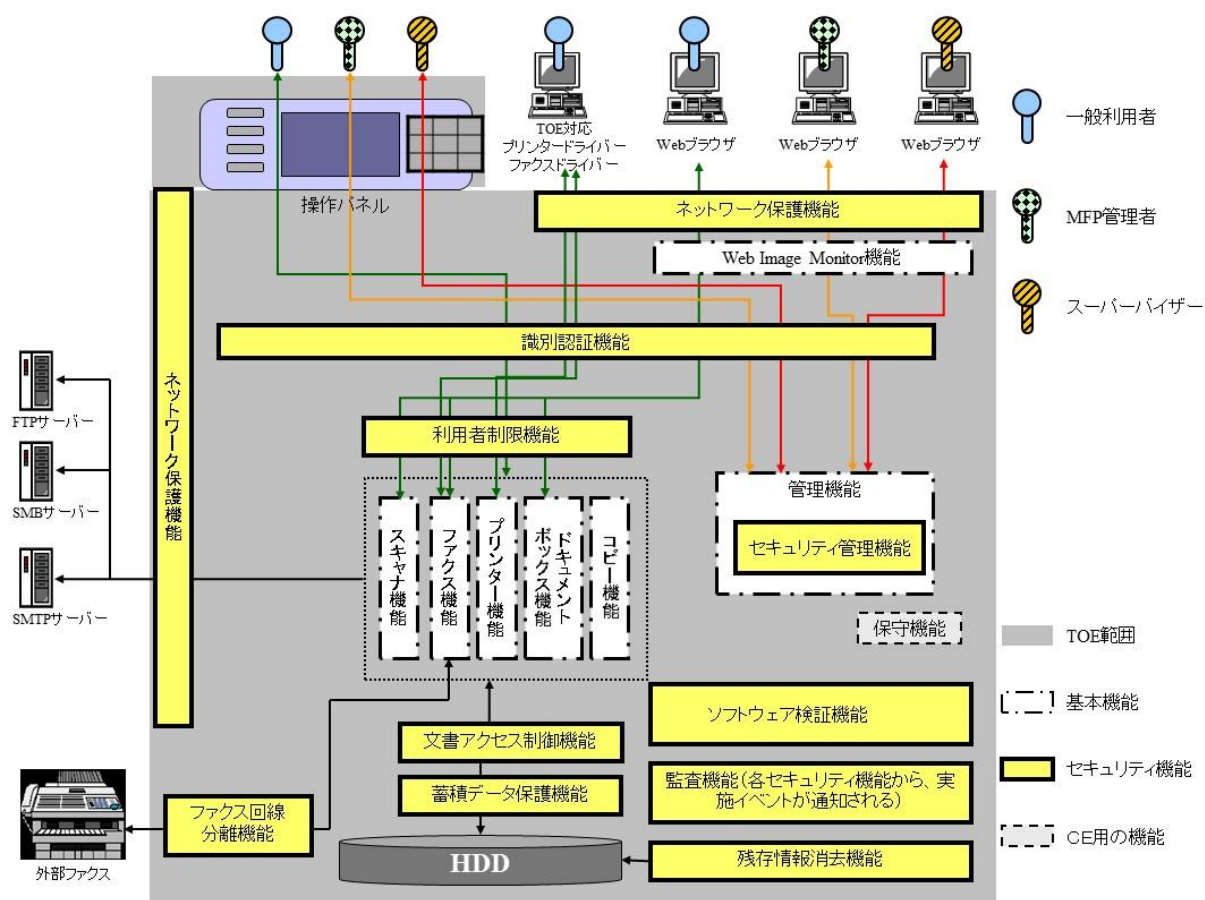 TOE対応
プリンタードライバー
ファクスドライバー
Webブラウザ
Webブラウザ
Webブラウザ
一般利用者
MFP管理者
スーパーバイザー
操作パネル
ネットワーク保護機能
Web Image Monitor機能
識別認証機能
ネットワーク保護機能
FTPサーバー
SMBサーバー
SMTPサーバー
利用者制限機能
スキャナ機能
ファクス機能
プリンター機能
ドキュメント
ボックス機能
コピー機能
管理機能
セキュリティ管理機能
保守機能
TOE範囲
基本機能
セキュリティ機能
CE用の機能
ソフトウェア検証機能
文書アクセス制御機能
監査機能(各セキュリティ機能から、実
施イベントが通知される)
蓄積データ保護機能
ファクス回線
分離機能
外部ファクス
HDD
残存情報消去機能